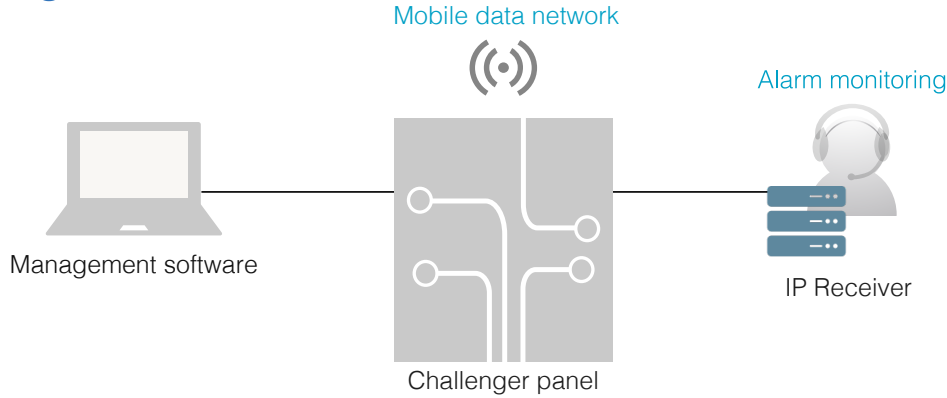 Mobile data network
Alarm monitoring
Management software
IP Receiver
Challenger panel